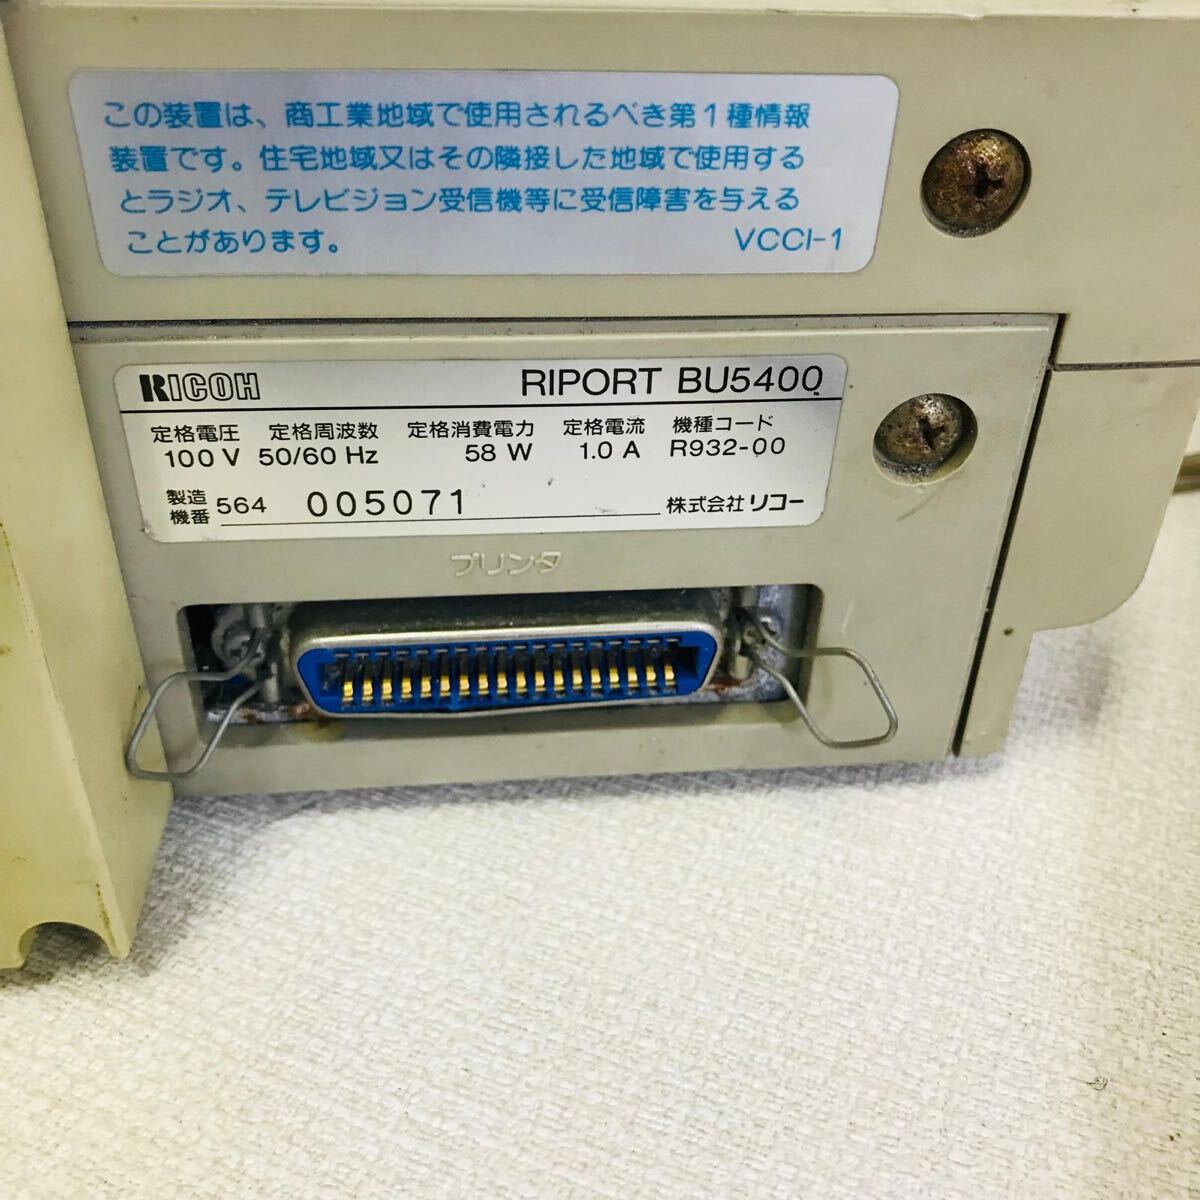 この装置は、商工業地域で使用されるべき第1種情報
装置です。住宅地域又はその隣接した地域で使用する
とラジオ、テレビジョン受信機等に受信障害を与える
ことがあります。 VCCI-1
RICOH RIPORT BU5400
定格電圧 定格周波数 定格消費電力 定格電流 機種コード
100 V 50/60 Hz 58 W 1.0 A R932-00
製造機番 564 005071 株式会社 リコー
プリンタ